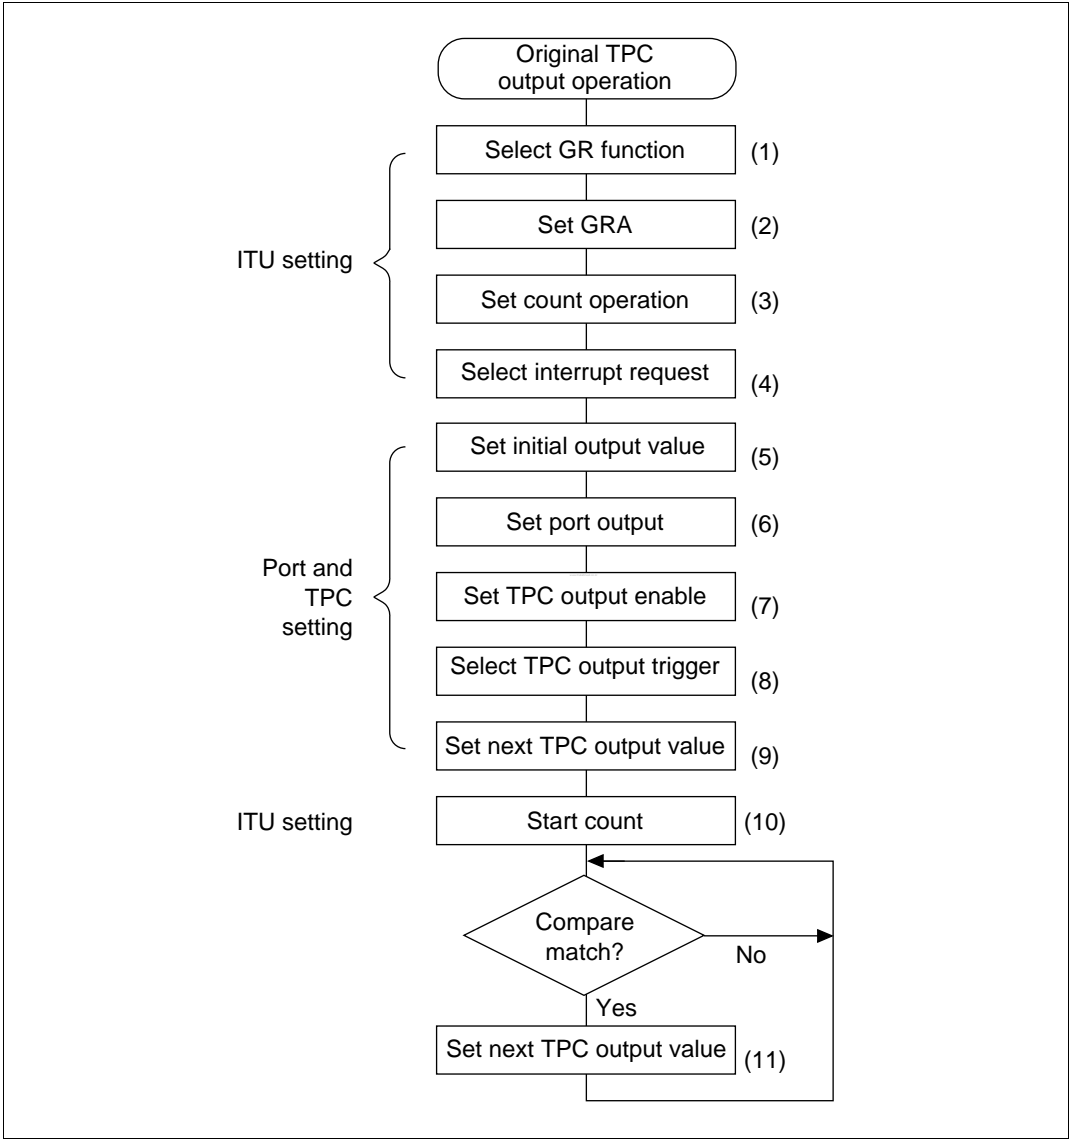 Original TPC
output operation
Select GR function (1)
Set GRA (2)
ITU setting
Set count operation (3)
Select interrupt request (4)
Set initial output value (5)
Set port output (6)
Port and
TPC
setting
Set TPC output enable (7)
Select TPC output trigger (8)
Set next TPC output value (9)
ITU setting
Start count (10)
Compare
match?
No
Yes
Set next TPC output value (11)